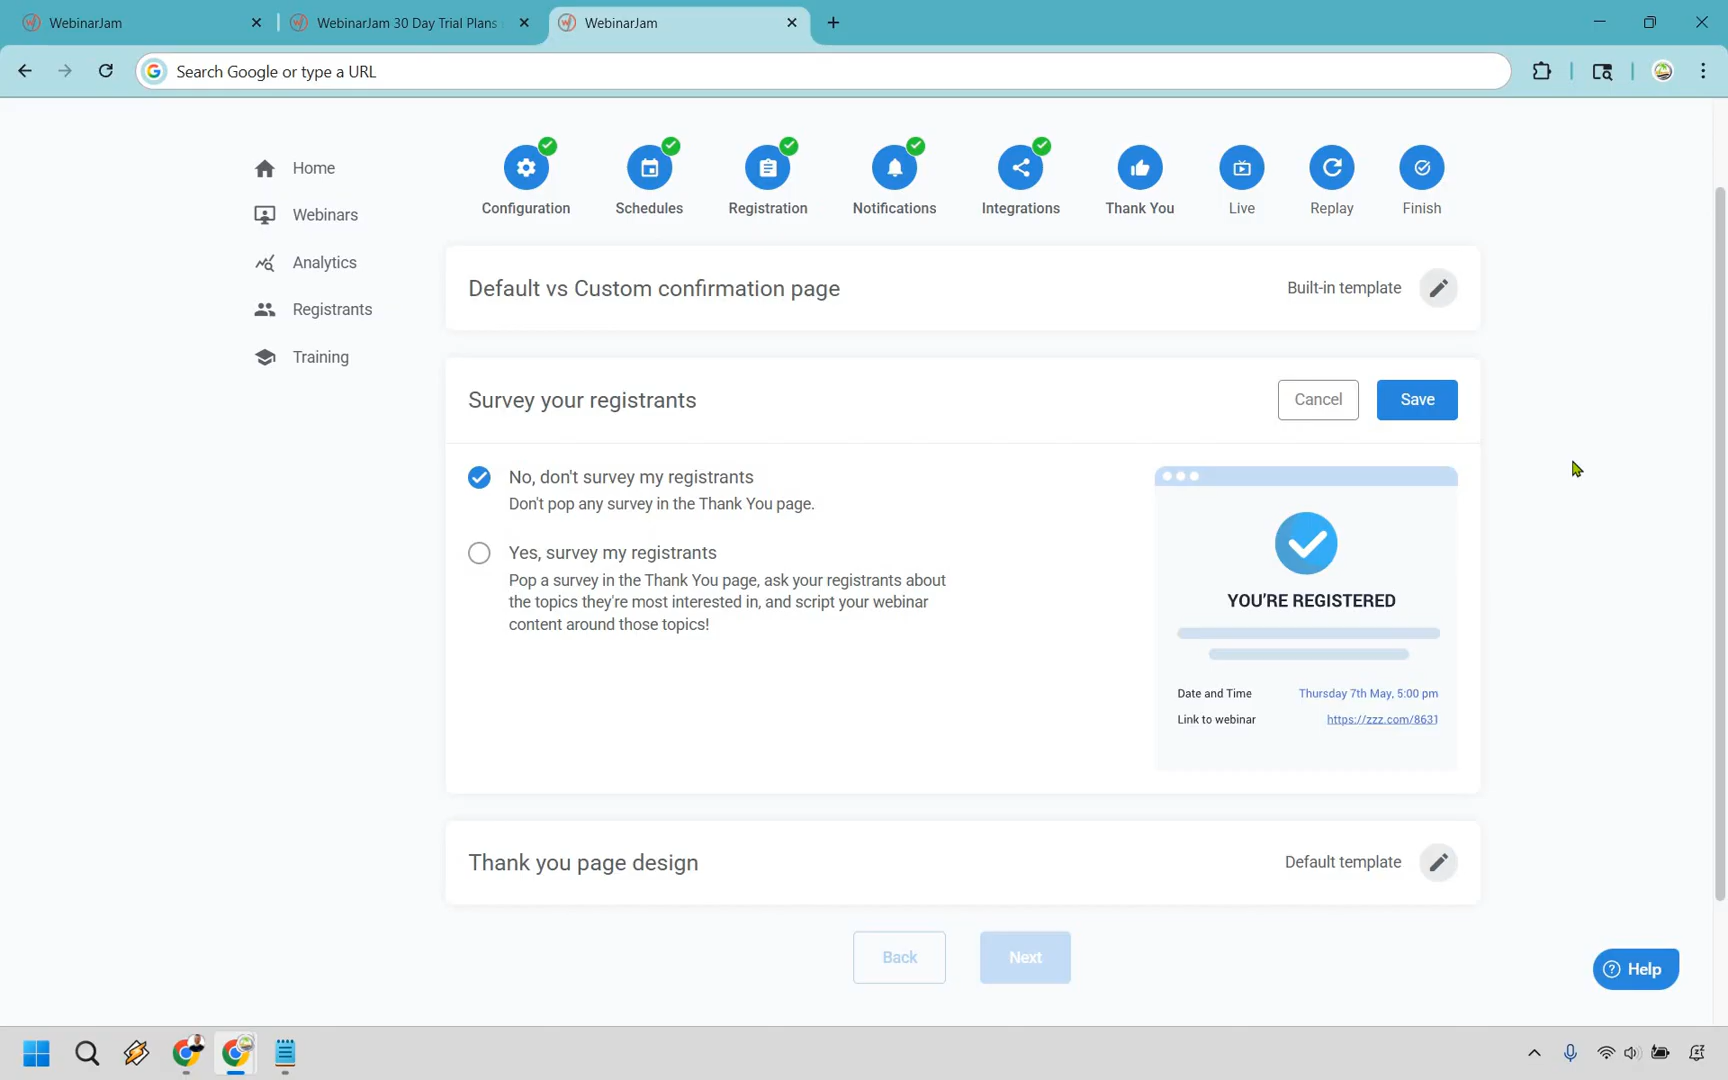 WebinarJam
WebinarJam 30 Day Trial Plans
WebinarJam
Search Google or type a URL
Home
Webinars
Analytics
Registrants
Training
Configuration
Schedules
Registration
Notifications
Integrations
Thank You
Live
Replay
Finish
Default vs Custom confirmation page
Built-in template
Survey your registrants
Cancel
Save
No, don't survey my registrants
Don't pop any survey in the Thank You page.
Yes, survey my registrants
Pop a survey in the Thank You page, ask your registrants about
the topics they're most interested in, and script your webinar
content around those topics!
YOU'RE REGISTERED
Date and Time
Thursday 7th May, 5:00 pm
Link to webinar
https://zzz.com/8631
Thank you page design
Default template
Back
Next
Help